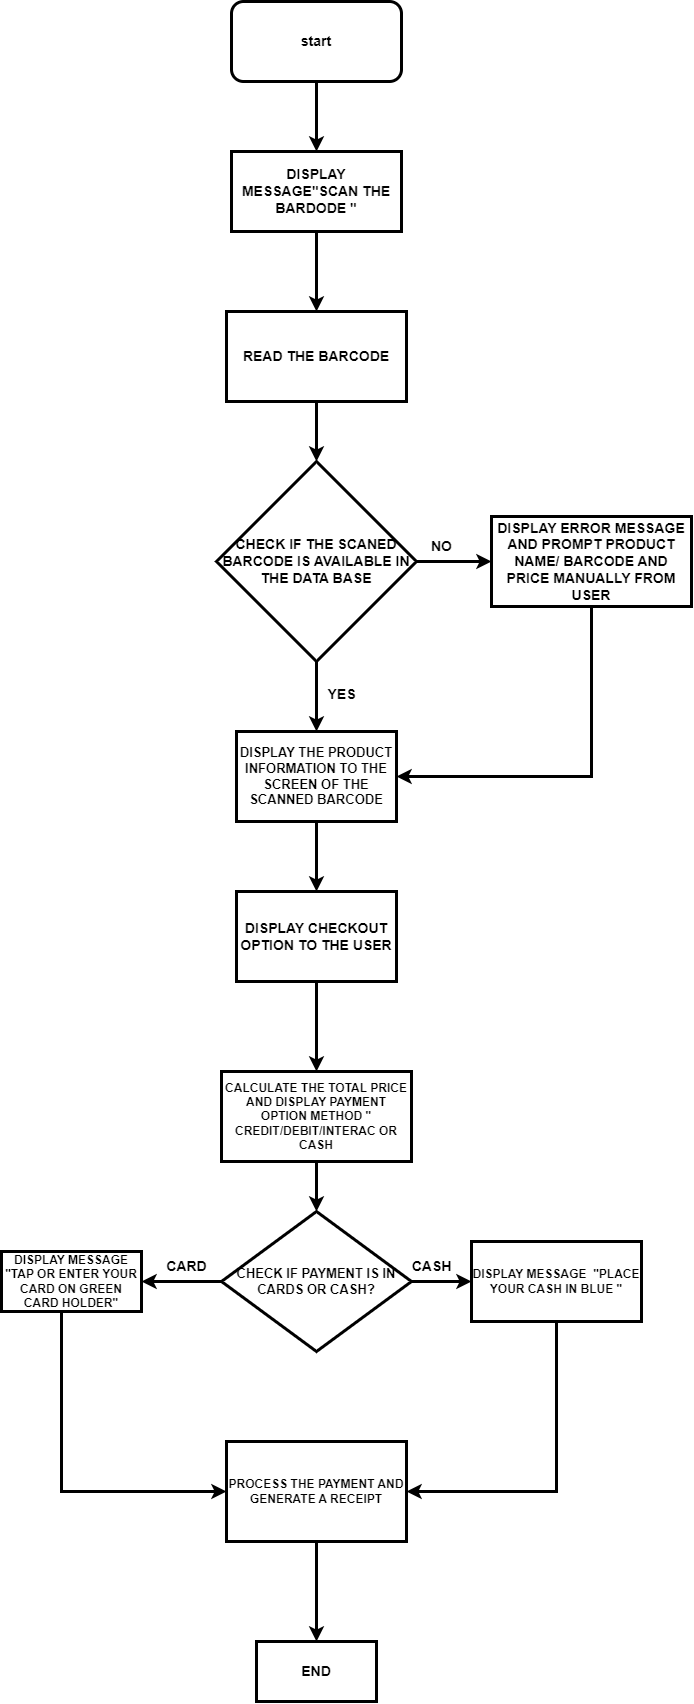 start
DISPLAY
MESSAGE"SCAN THE
BARDODE "
READ THE BARCODE
CHECK IF THE SCANED
BARCODE IS AVAILABLE IN
THE DATA BASE
NO
DISPLAY ERROR MESSAGE
AND PROMPT PRODUCT
NAME/ BARCODE AND
PRICE MANUALLY FROM
USER
YES
DISPLAY THE PRODUCT
INFORMATION TO THE
SCREEN OF THE
SCANNED BARCODE
DISPLAY CHECKOUT
OPTION TO THE USER
CALCULATE THE TOTAL PRICE
AND DISPLAY PAYMENT
OPTION METHOD "
CREDIT/DEBIT/INTERAC OR
CASH
CHECK IF PAYMENT IS IN
CARDS OR CASH?
CARD
DISPLAY MESSAGE
"TAP OR ENTER YOUR
CARD ON GREEN
CARD HOLDER"
CASH
DISPLAY MESSAGE  "PLACE
YOUR CASH IN BLUE "
PROCESS THE PAYMENT AND
GENERATE A RECEIPT
END